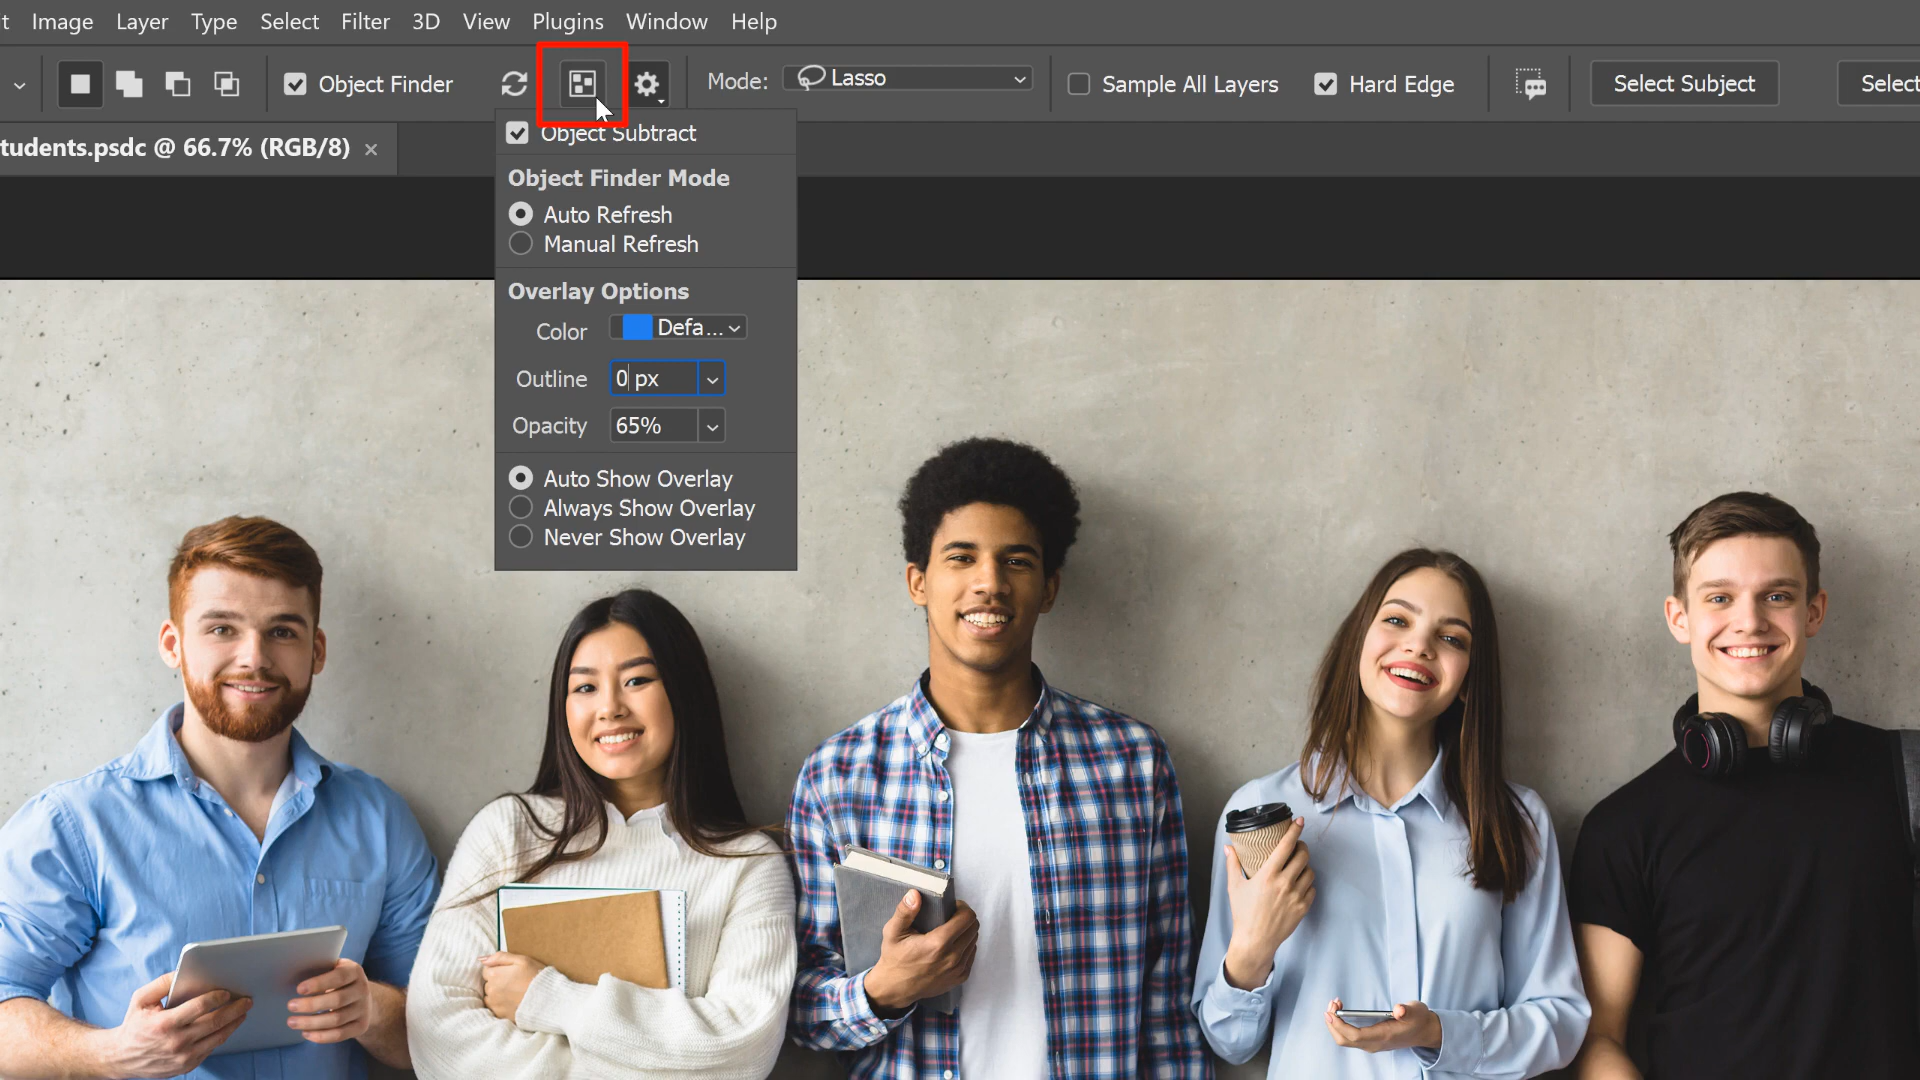 t Image Layer Type Select Filter 3D View Plugins Window Help
Object Finder Mode: Lasso Sample All Layers Hard Edge Select Subject Select
tudents.psdc @ 66.7% (RGB/8) ×
Object Subtract
Object Finder Mode
Auto Refresh
Manual Refresh
Overlay Options
Color Defa...
Outline 0 px
Opacity 65%
Auto Show Overlay
Always Show Overlay
Never Show Overlay